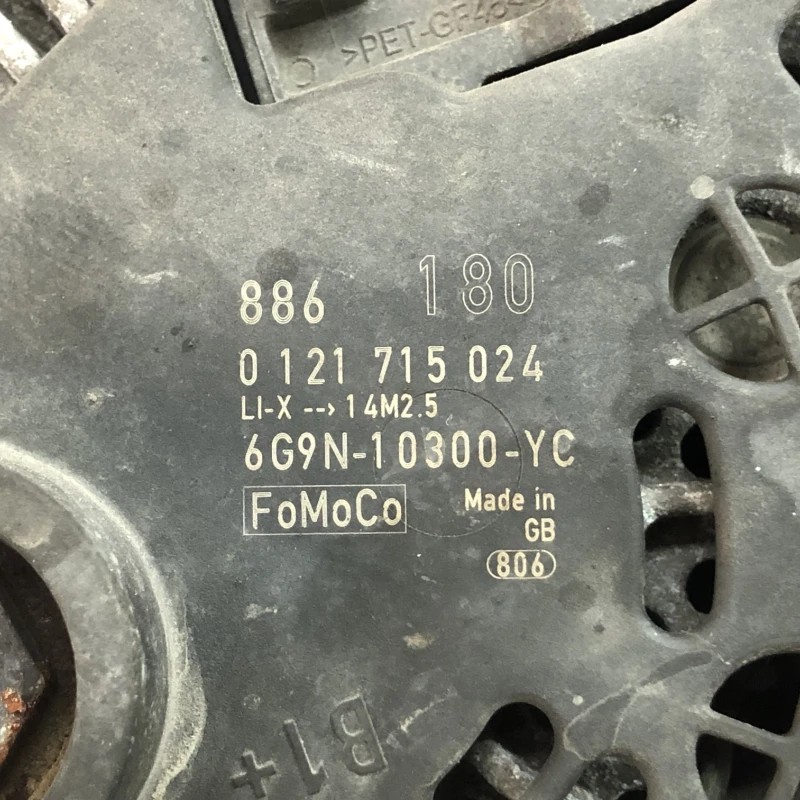 >PET-GF
886 180
0 121 715 024
LI-X --> 14M2.5
6G9N-10300-YC
FoMoCo Made in
GB
806
B1+